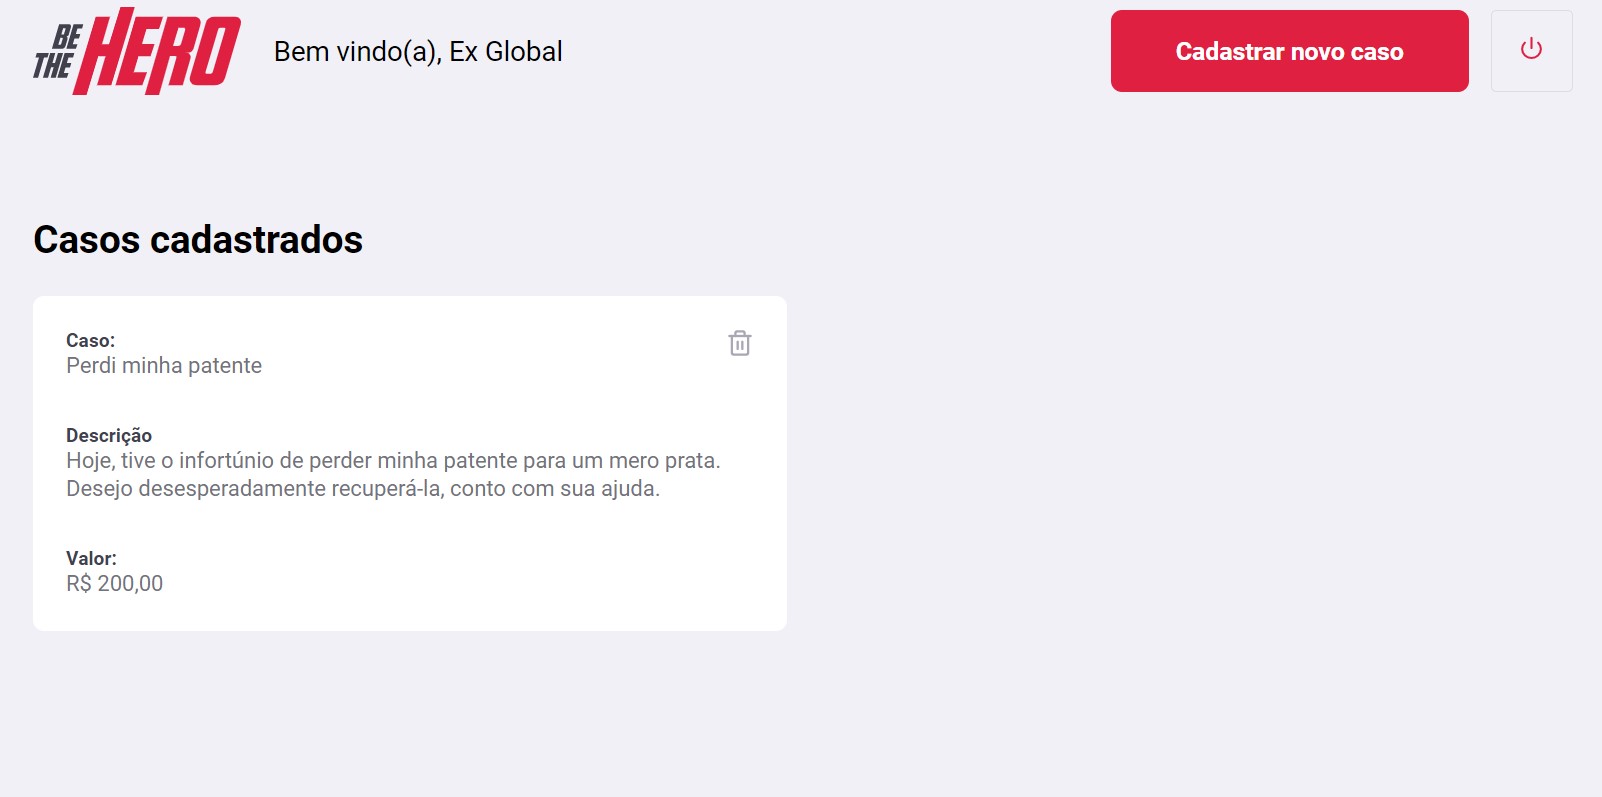 BE
THE
HERO
Bem vindo(a), Ex Global
Cadastrar novo caso
Casos cadastrados
Caso:
Perdi minha patente
Descrição
Hoje, tive o infortúnio de perder minha patente para um mero prata.
Desejo desesperadamente recuperá-la, conto com sua ajuda.
Valor:
R$ 200,00